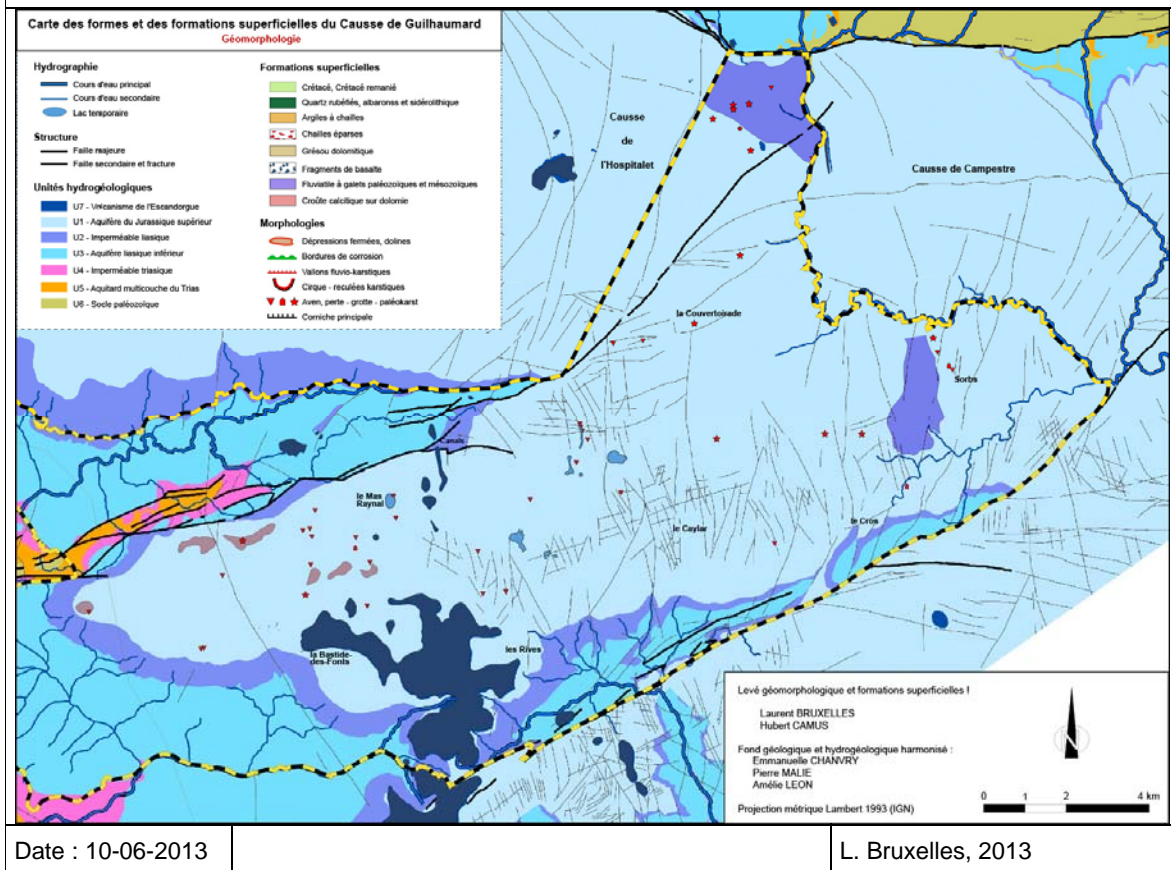 Carte des formes et des formations superficielles du Causse de Guilhaumard
Géomorphologie
Hydrographie
Cours d'eau principal
Cours d'eau secondaire
Lac temporaire
Structure
Faille majeure
Faille secondaire et fracture
Unités hydrogéologiques
U7 - Volcanisme de l'Escandorgue
U1 - Aquifère du Jurassique supérieur
U2 - Imperméable liasique
U3 - Aquifère liasique inférieur
U4 - Imperméable triasique
U5 - Aquitard multicouche du Trias
U6 - Socle paléozoïque
Formations superficielles
Crétacé, Crétacé remanié
Quartz rubéfiés, albarons et sidérolithique
Argiles à chailles
Chailles éparses
Grésou dolomitique
Fragments de basalte
Fluviatile à galets paléozoïques et mésozoïques
Croûte calcitique sur dolomie
Morphologies
Dépressions fermées, dolines
Bordures de corrosion
Vallons fluvio-karstiques
Cirque - reculées karstiques
Aven, perte - grotte - paléokarst
Corniche principale
Causse
de
l'Hospitalet
Causse de Campestre
la Couvertoirade
Sorbs
Canals
le Mas
Raynal
le Caylar
le Cros
la Bastide-
des-Fonts
les Rives
Levé géomorphologique et formations superficielles !
Laurent BRUXELLES
Hubert CAMUS
Fond géologique et hydrogéologique harmonisé :
Emmanuelle CHANVRY
Pierre MALIE
Amélie LEON
Projection métrique Lambert 1993 (IGN)
N
0 1 2 4 km
Date : 10-06-2013
L. Bruxelles, 2013